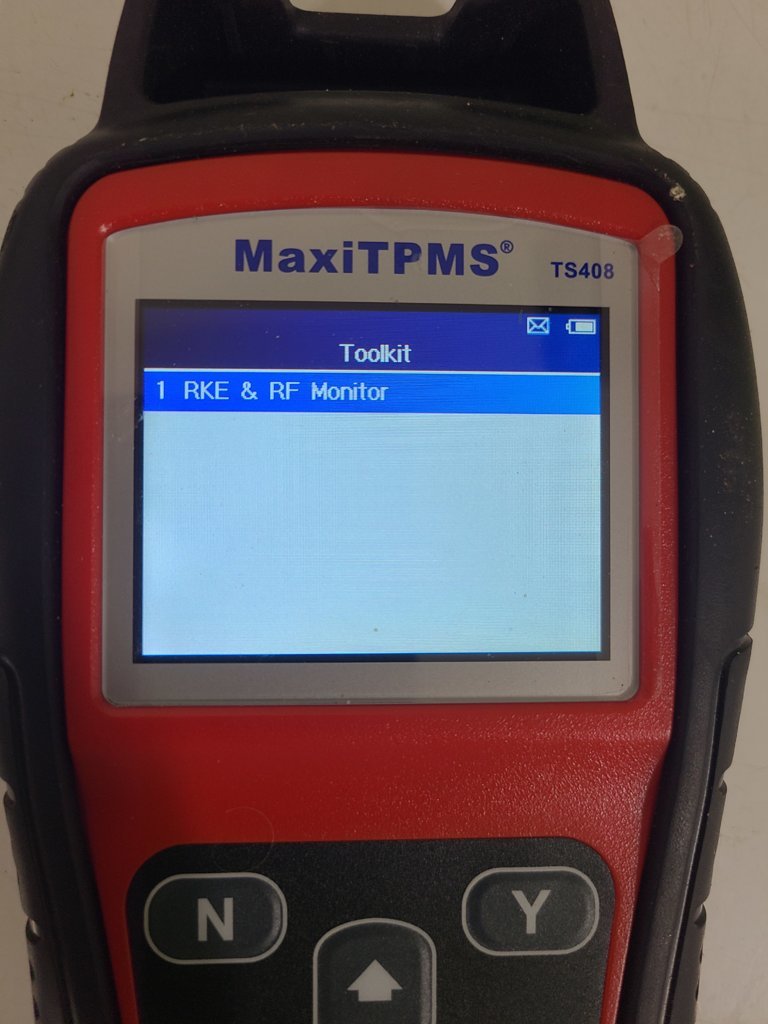 MaxiTPMS®
TS408
Toolkit
1 RKE & RF Monitor
N
Y